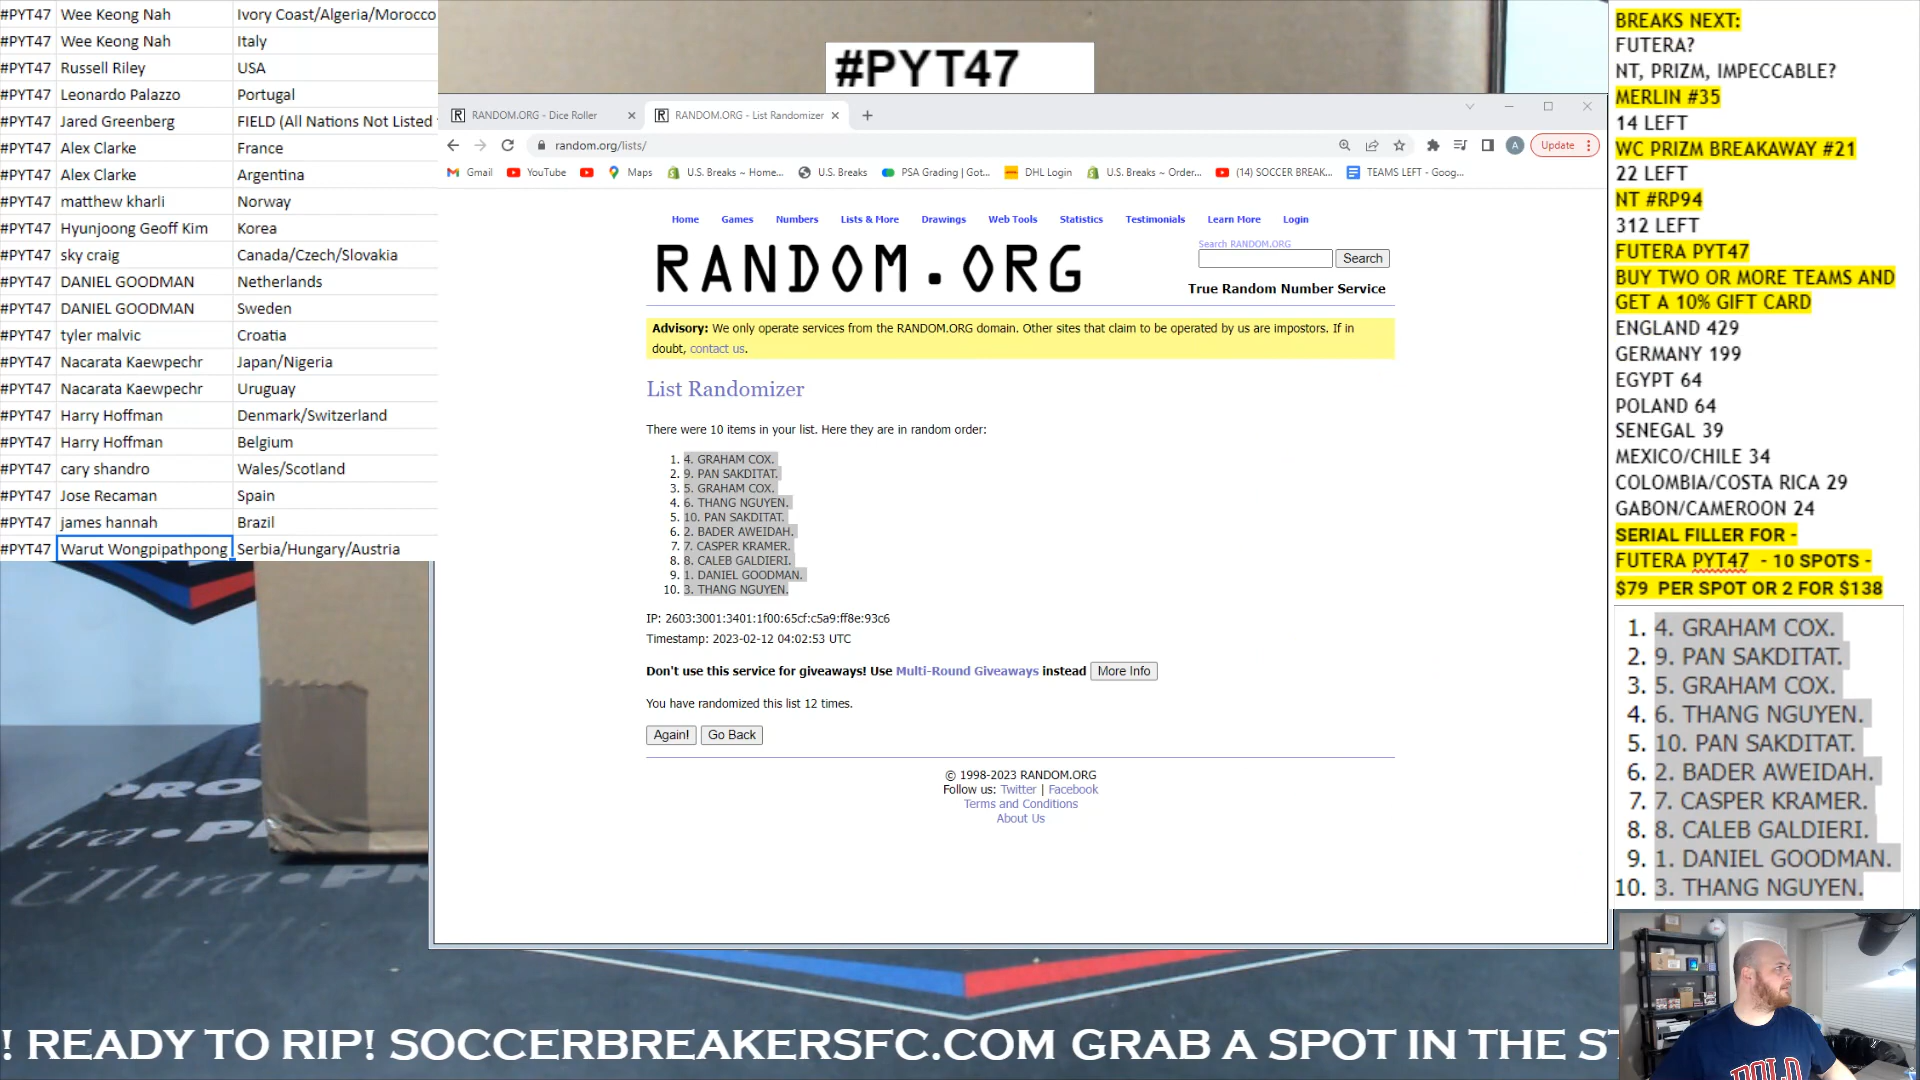 #PYT47 Wee Keong Nah Ivory Coast/Algeria/Morocco
#PYT47 Wee Keong Nah Italy
#PYT47 Russell Riley USA
#PYT47 Leonardo Palazzo Portugal
#PYT47 Jared Greenberg FIELD (All Nations Not Listed
#PYT47 Alex Clarke France
#PYT47 Alex Clarke Argentina
#PYT47 matthew kharli Norway
#PYT47 Hyunjoong Geoff Kim Korea
#PYT47 sky craig Canada/Czech/Slovakia
#PYT47 DANIEL GOODMAN Netherlands
#PYT47 DANIEL GOODMAN Sweden
#PYT47 tyler malvic Croatia
#PYT47 Nacarata Kaewpechr Japan/Nigeria
#PYT47 Nacarata Kaewpechr Uruguay
#PYT47 Harry Hoffman Denmark/Switzerland
#PYT47 Harry Hoffman Belgium
#PYT47 cary shandro Wales/Scotland
#PYT47 Jose Recaman Spain
#PYT47 james hannah Brazil
#PYT47 Warut Wongpipathpong Serbia/Hungary/Austria
#PYT47
RANDOM.ORG - Dice Roller
RANDOM.ORG - List Randomizer
random.org/lists/
Update
Gmail YouTube Maps U.S. Breaks ~ Home... U.S. Breaks PSA Grading | Got... DHL Login U.S. Breaks ~ Order... (14) SOCCER BREAK... TEAMS LEFT - Goog...
Home Games Numbers Lists & More Drawings Web Tools Statistics Testimonials Learn More Login
RANDOM.ORG
Search RANDOM.ORG
Search
True Random Number Service
Advisory: We only operate services from the RANDOM.ORG domain. Other sites that claim to be operated by us are impostors. If in
doubt, contact us.
List Randomizer
There were 10 items in your list. Here they are in random order:
1. 4. GRAHAM COX.
2. 9. PAN SAKDITAT.
3. 5. GRAHAM COX.
4. 6. THANG NGUYEN.
5. 10. PAN SAKDITAT.
6. 2. BADER AWEIDAH.
7. 7. CASPER KRAMER.
8. 8. CALEB GALDIERI.
9. 1. DANIEL GOODMAN.
10. 3. THANG NGUYEN.
IP: 2603:3001:3401:1f00:65cf:c5a9:ff8e:93c6
Timestamp: 2023-02-12 04:02:53 UTC
Don't use this service for giveaways! Use Multi-Round Giveaways instead More Info
You have randomized this list 12 times.
Again! Go Back
© 1998-2023 RANDOM.ORG
Follow us: Twitter | Facebook
Terms and Conditions
About Us
BREAKS NEXT:
FUTERA?
NT, PRIZM, IMPECCABLE?
MERLIN #35
14 LEFT
WC PRIZM BREAKAWAY #21
22 LEFT
NT #RP94
312 LEFT
FUTERA PYT47
BUY TWO OR MORE TEAMS AND
GET A 10% GIFT CARD
ENGLAND 429
GERMANY 199
EGYPT 64
POLAND 64
SENEGAL 39
MEXICO/CHILE 34
COLOMBIA/COSTA RICA 29
GABON/CAMEROON 24
SERIAL FILLER FOR -
FUTERA PYT47 - 10 SPOTS -
$79 PER SPOT OR 2 FOR $138
1. 4. GRAHAM COX.
2. 9. PAN SAKDITAT.
3. 5. GRAHAM COX.
4. 6. THANG NGUYEN.
5. 10. PAN SAKDITAT.
6. 2. BADER AWEIDAH.
7. 7. CASPER KRAMER.
8. 8. CALEB GALDIERI.
9. 1. DANIEL GOODMAN.
10. 3. THANG NGUYEN.
! READY TO RIP! SOCCERBREAKERSFC.COM GRAB A SPOT IN THE ST